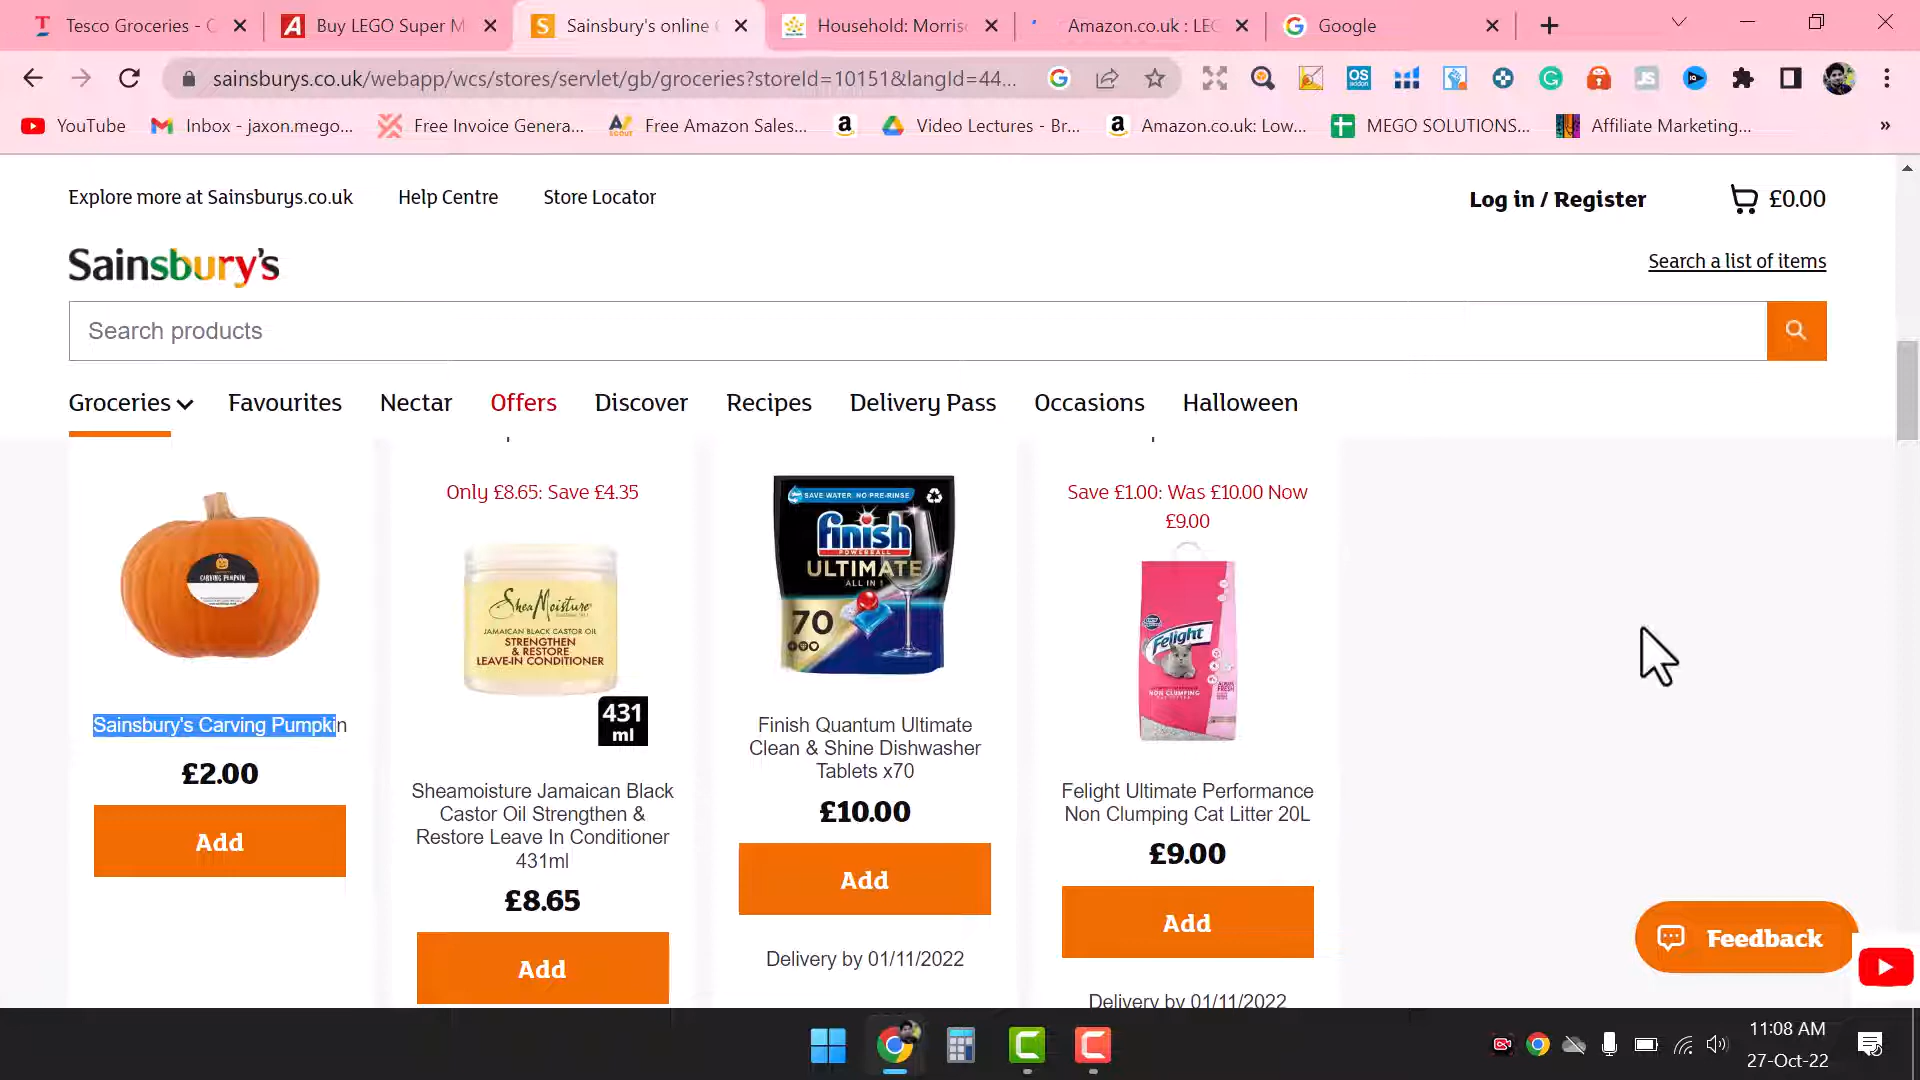 Tesco Groceries - C
Buy LEGO Super M
Sainsbury's online
Household: Morris
Amazon.co.uk : LEG
Google
sainsburys.co.uk/webapp/wcs/stores/servlet/gb/groceries?storeId=10151&langId=44...
YouTube
Inbox - jaxon.mego...
Free Invoice Genera...
Free Amazon Sales...
Video Lectures - Br...
Amazon.co.uk: Low...
MEGO SOLUTIONS...
Affiliate Marketing...
»
Explore more at Sainsburys.co.uk
Help Centre
Store Locator
Log in / Register
£0.00
Sainsbury's
Search a list of items
Search products
Groceries
Favourites
Nectar
Offers
Discover
Recipes
Delivery Pass
Occasions
Halloween
CARVING PUMPKIN
Sainsbury's Carving Pumpkin
£2.00
Add
Only £8.65: Save £4.35
SheaMoisture
JAMAICAN BLACK CASTOR OIL
STRENGTHEN
& RESTORE
LEAVE-IN CONDITIONER
431
ml
Sheamoisture Jamaican Black
Castor Oil Strengthen &
Restore Leave In Conditioner
431ml
£8.65
Add
SAVE WATER. NO PRE-RINSE
finish
POWERBALL
ULTIMATE
ALL IN 1
70
Finish Quantum Ultimate
Clean & Shine Dishwasher
Tablets x70
£10.00
Add
Delivery by 01/11/2022
Save £1.00: Was £10.00 Now
£9.00
Felight
NON CLUMPING
Felight Ultimate Performance
Non Clumping Cat Litter 20L
£9.00
Add
Delivery by 01/11/2022
Feedback
11:08 AM
27-Oct-22